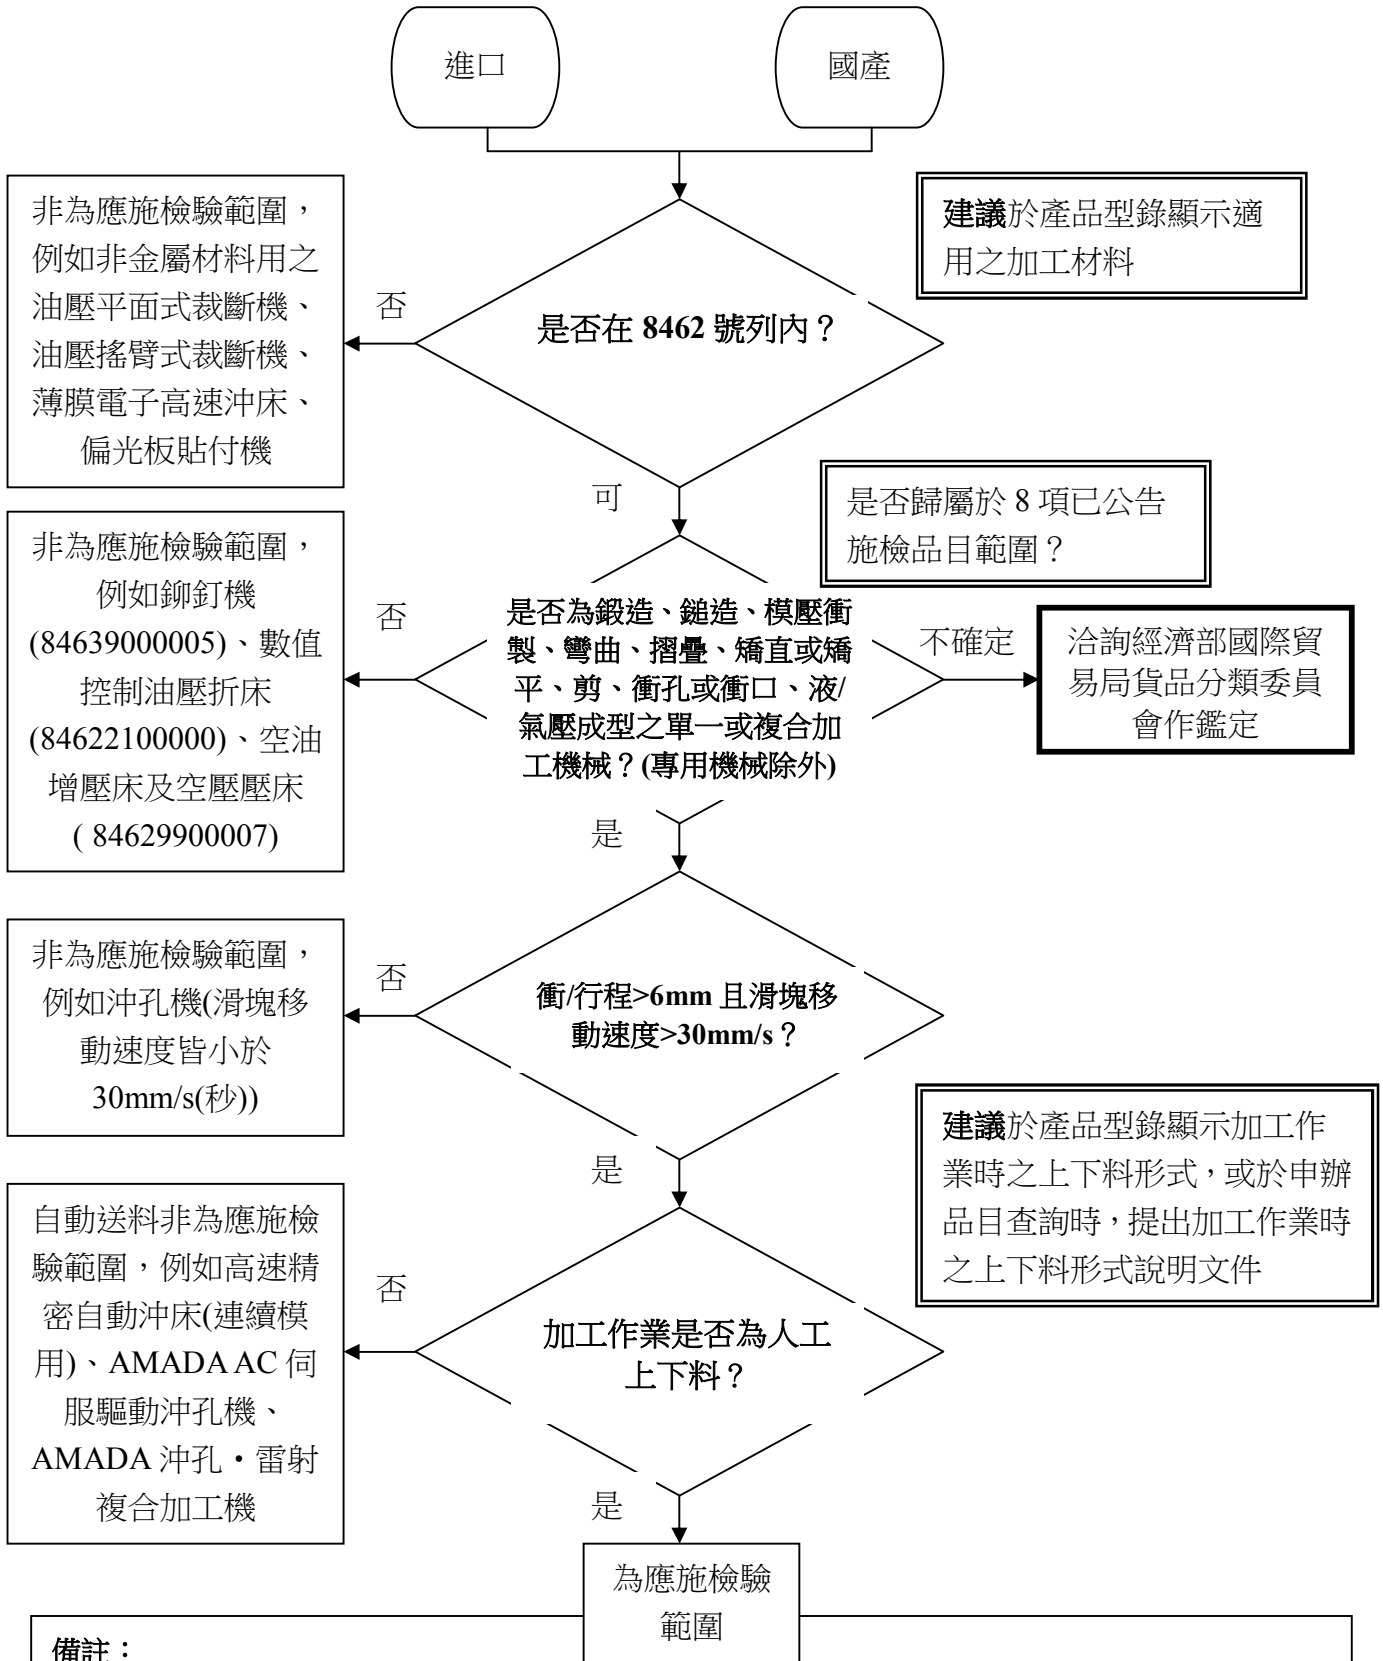 進口
國產
非為應施檢驗範圍，
例如非金屬材料用之
油壓平面式裁斷機、
油壓搖臂式裁斷機、
薄膜電子高速沖床、
偏光板貼付機
否
是否在 8462 號列內？
建議於產品型錄顯示適
用之加工材料
可
是否歸屬於 8 項已公告
施檢品目範圍？
非為應施檢驗範圍，
例如鉚釘機
(84639000005)、數值
控制油壓折床
(84622100000)、空油
增壓床及空壓壓床
( 84629900007)
否
是否為鍛造、鎚造、模壓衝
製、彎曲、摺疊、矯直或矯
平、剪、衝孔或衝口、液/
氣壓成型之單一或複合加
工機械？(專用機械除外)
不確定
洽詢經濟部國際貿
易局貨品分類委員
會作鑑定
是
非為應施檢驗範圍，
例如沖孔機(滑塊移
動速度皆小於
30mm/s(秒))
否
衝/行程>6mm 且滑塊移
動速度>30mm/s？
是
建議於產品型錄顯示加工作
業時之上下料形式，或於申辦
品目查詢時，提出加工作業時
之上下料形式說明文件
自動送料非為應施檢
驗範圍，例如高速精
密自動沖床(連續模
用)、AMADA AC 伺
服驅動沖孔機、
AMADA 沖孔・雷射
複合加工機
否
加工作業是否為人工
上下料？
是
為應施檢驗
範圍
備註：